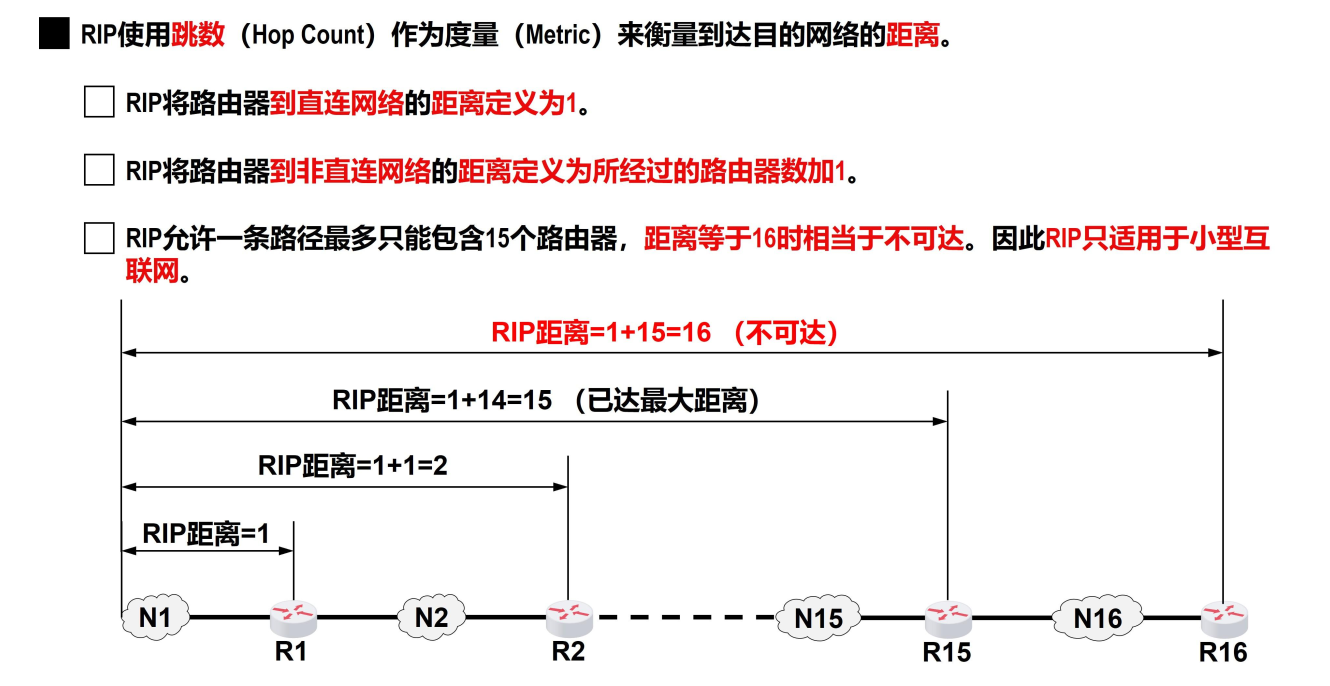 RIP使用跳数（Hop Count）作为度量（Metric）来衡量到达目的网络的距离。
RIP将路由器到直连网络的距离定义为1。
RIP将路由器到非直连网络的距离定义为所经过的路由器数加1。
RIP允许一条路径最多只能包含15个路由器，距离等于16时相当于不可达。因此RIP只适用于小型互
联网。
RIP距离=1+15=16 （不可达）
RIP距离=1+14=15 （已达最大距离）
RIP距离=1+1=2
RIP距离=1
N1 N2 N15 N16
R1 R2 R15 R16